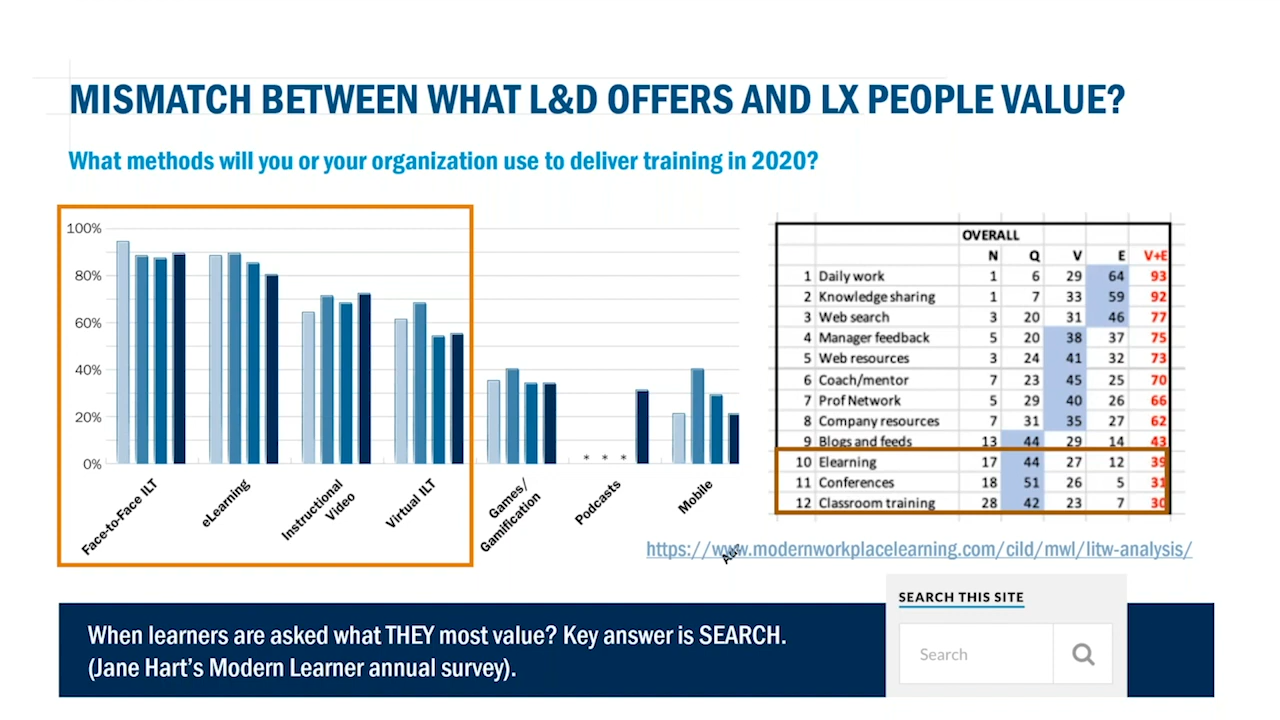 MISMATCH BETWEEN WHAT L&D OFFERS AND LX PEOPLE VALUE?
What methods will you or your organization use to deliver training in 2020?
100%
80%
60%
40%
20%
0%
* * *
Face-to-Face ILT
eLearning
Instructional
Video
Virtual ILT
Games/
Gamification
Podcasts
Mobile
OVERALL
N Q V E V+E
1 Daily work 1 6 29 64 93
2 Knowledge sharing 1 7 33 59 92
3 Web search 3 20 31 46 77
4 Manager feedback 5 20 38 37 75
5 Web resources 3 24 41 32 73
6 Coach/mentor 7 23 45 25 70
7 Prof Network 5 29 40 26 66
8 Company resources 7 31 35 27 62
9 Blogs and feeds 13 44 29 14 43
10 Elearning 17 44 27 12 39
11 Conferences 18 51 26 5 31
12 Classroom training 28 42 23 7 30
https://www.modernworkplacelearning.com/cild/mwl/litw-analysis/
When learners are asked what THEY most value? Key answer is SEARCH.
(Jane Hart's Modern Learner annual survey).
SEARCH THIS SITE
Search